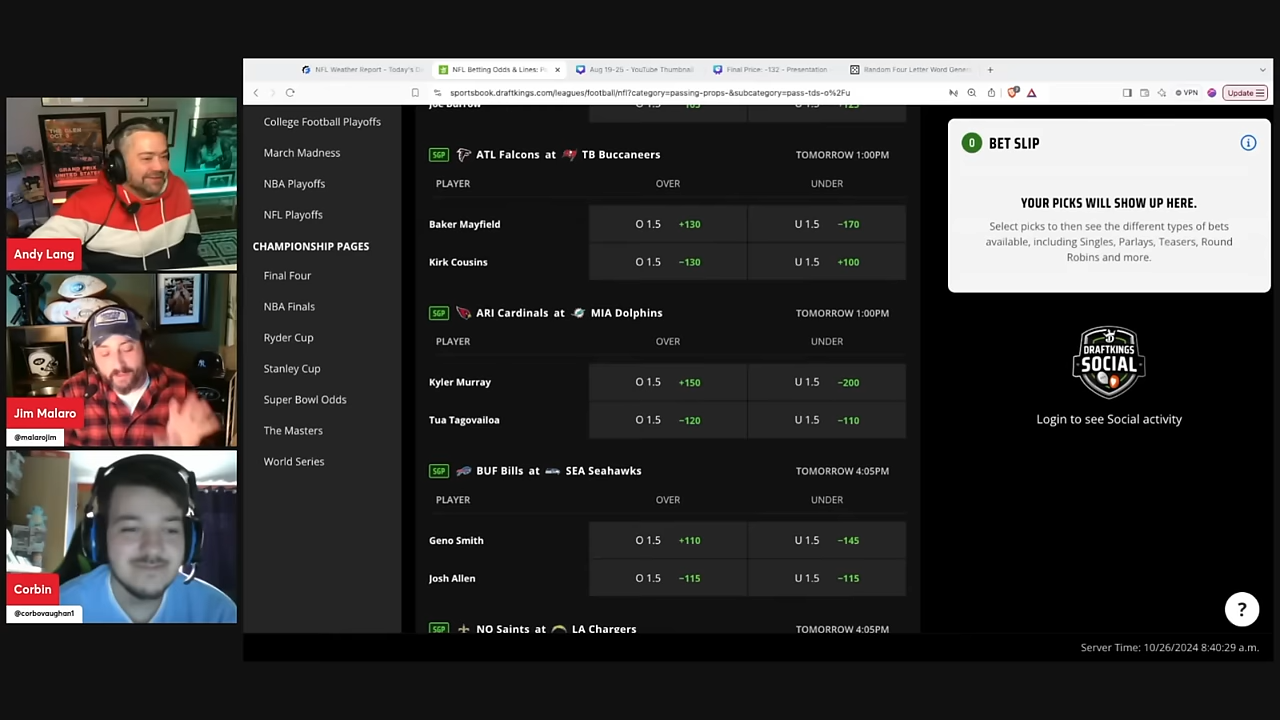 NFL Weather Report - Today's G
NFL Betting Odds & Lines: P
Aug 19-25 - YouTube Thumbnail
Final Price: -132 - Presentation
Random Four Letter Word Gener
sportsbook.draftkings.com/leagues/football/nfl?category=passing-props-&subcategory=pass-tds-o%2Fu
VPN
Update
Andy Lang
Jim Malaro
@malarojim
Corbin
@corbovaughan1
College Football Playoffs
March Madness
NBA Playoffs
NFL Playoffs
CHAMPIONSHIP PAGES
Final Four
NBA Finals
Ryder Cup
Stanley Cup
Super Bowl Odds
The Masters
World Series
Joe Burrow
SGP ATL Falcons at TB Buccaneers TOMORROW 1:00PM
PLAYER OVER UNDER
Baker Mayfield O 1.5 +130 U 1.5 −170
Kirk Cousins O 1.5 −130 U 1.5 +100
SGP ARI Cardinals at MIA Dolphins TOMORROW 1:00PM
PLAYER OVER UNDER
Kyler Murray O 1.5 +150 U 1.5 −200
Tua Tagovailoa O 1.5 −120 U 1.5 −110
SGP BUF Bills at SEA Seahawks TOMORROW 4:05PM
PLAYER OVER UNDER
Geno Smith O 1.5 +110 U 1.5 −145
Josh Allen O 1.5 −115 U 1.5 −115
SGP NO Saints at LA Chargers TOMORROW 4:05PM
0 BET SLIP
YOUR PICKS WILL SHOW UP HERE.
Select picks to then see the different types of bets
available, including Singles, Parlays, Teasers, Round
Robins and more.
DRAFTKINGS
SOCIAL
Login to see Social activity
?
Server Time: 10/26/2024 8:40:29 a.m.